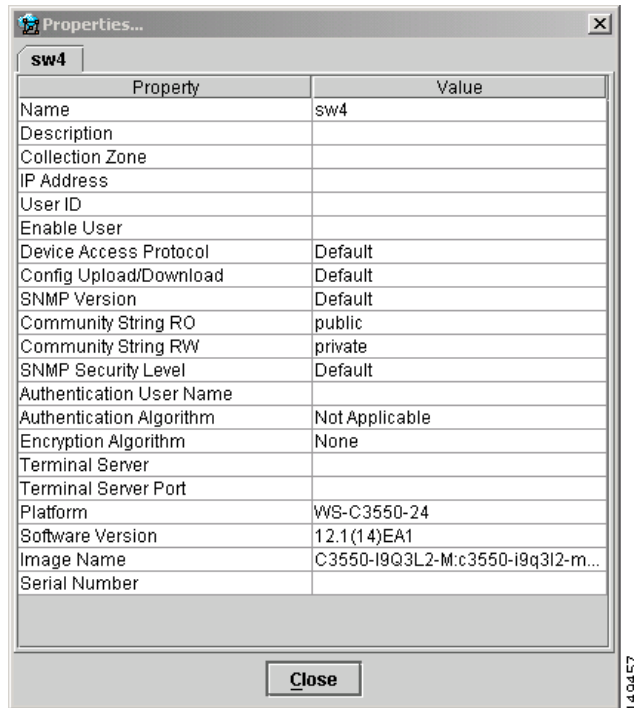 Properties...
sw4
Property Value
Name sw4
Description
Collection Zone
IP Address
User ID
Enable User
Device Access Protocol Default
Config Upload/Download Default
SNMP Version Default
Community String RO public
Community String RW private
SNMP Security Level Default
Authentication User Name
Authentication Algorithm Not Applicable
Encryption Algorithm None
Terminal Server
Terminal Server Port
Platform WS-C3550-24
Software Version 12.1(14)EA1
Image Name C3550-I9Q3L2-M:c3550-i9q3l2-m...
Serial Number
Close
149457